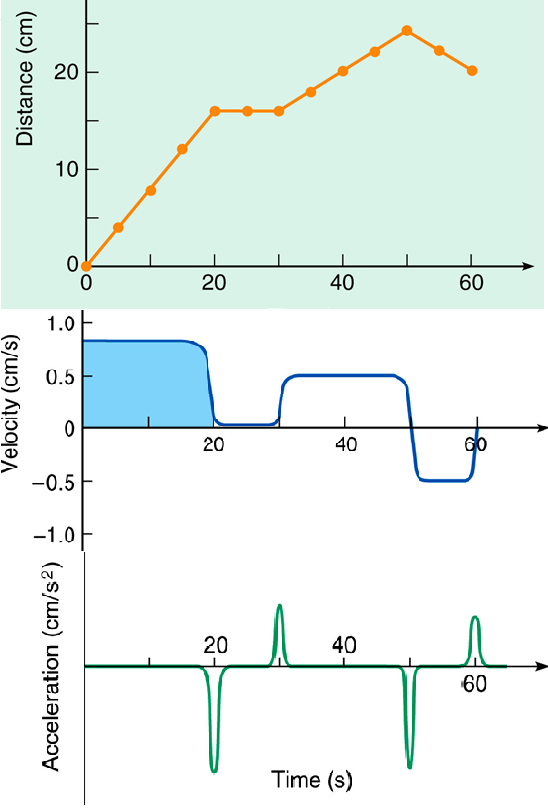 Distance (cm)
20
10
0
0 20 40 60
Velocity (cm/s)
1.0
0.5
0
−0.5
−1.0
20 40 60
Acceleration (cm/s²)
20 40
60
Time (s)